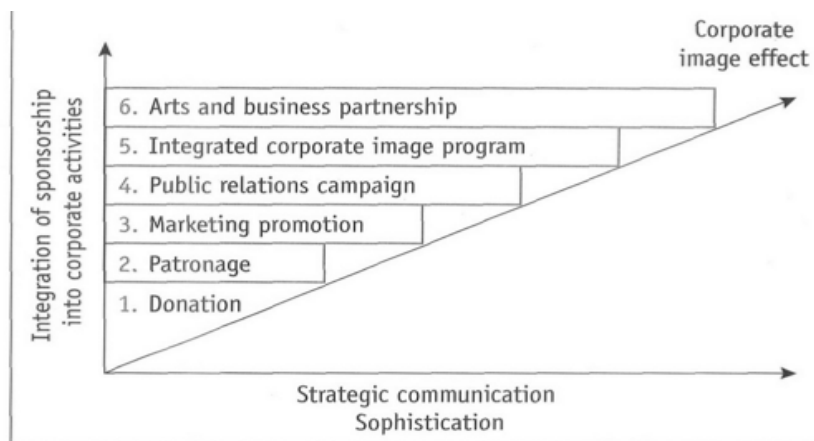 Corporate
image effect
Integration of sponsorship
into corporate activities
6. Arts and business partnership
5. Integrated corporate image program
4. Public relations campaign
3. Marketing promotion
2. Patronage
1. Donation
Strategic communication
Sophistication